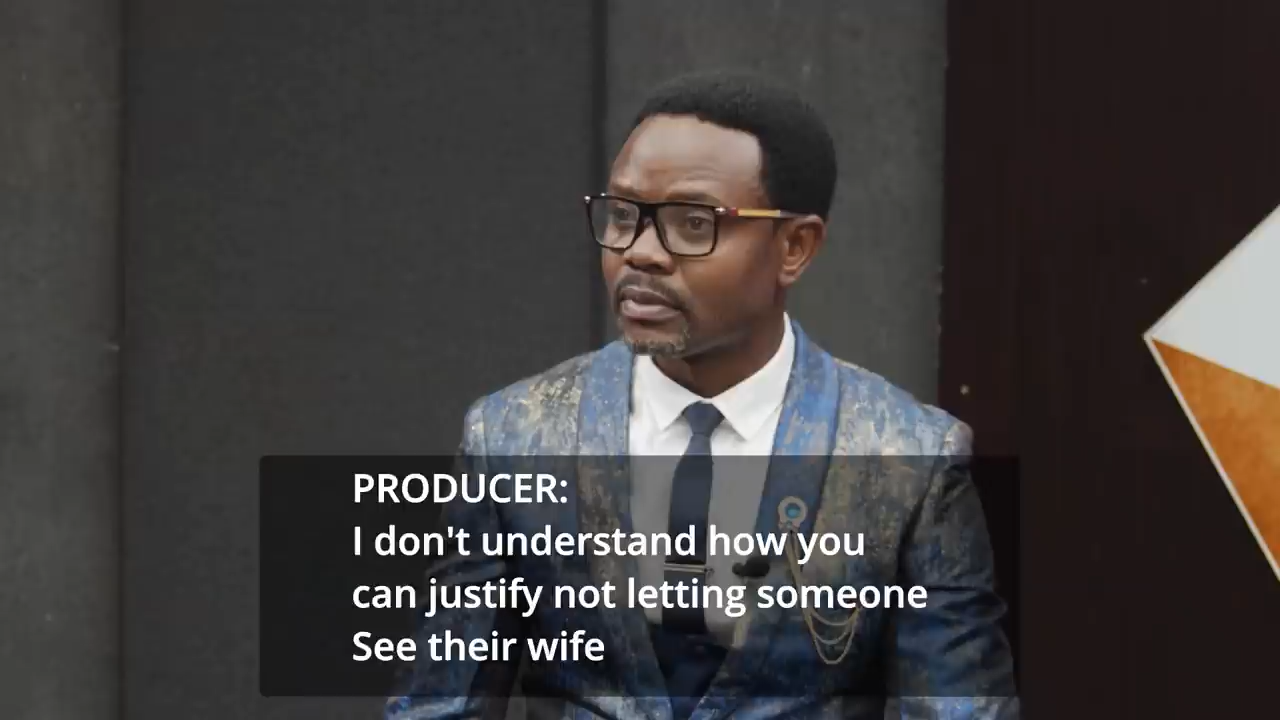 PRODUCER:
I don't understand how you
can justify not letting someone
See their wife